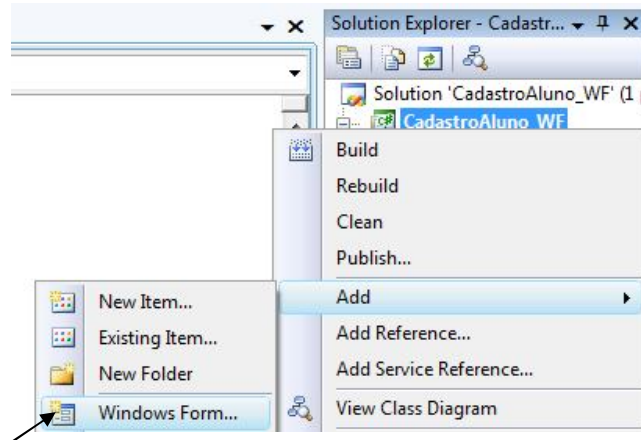 Solution Explorer - Cadastr...
Solution 'CadastroAluno_WF' (1
CadastroAluno_WF
Build
Rebuild
Clean
Publish...
Add
Add Reference...
Add Service Reference...
View Class Diagram
New Item...
Existing Item...
New Folder
Windows Form...